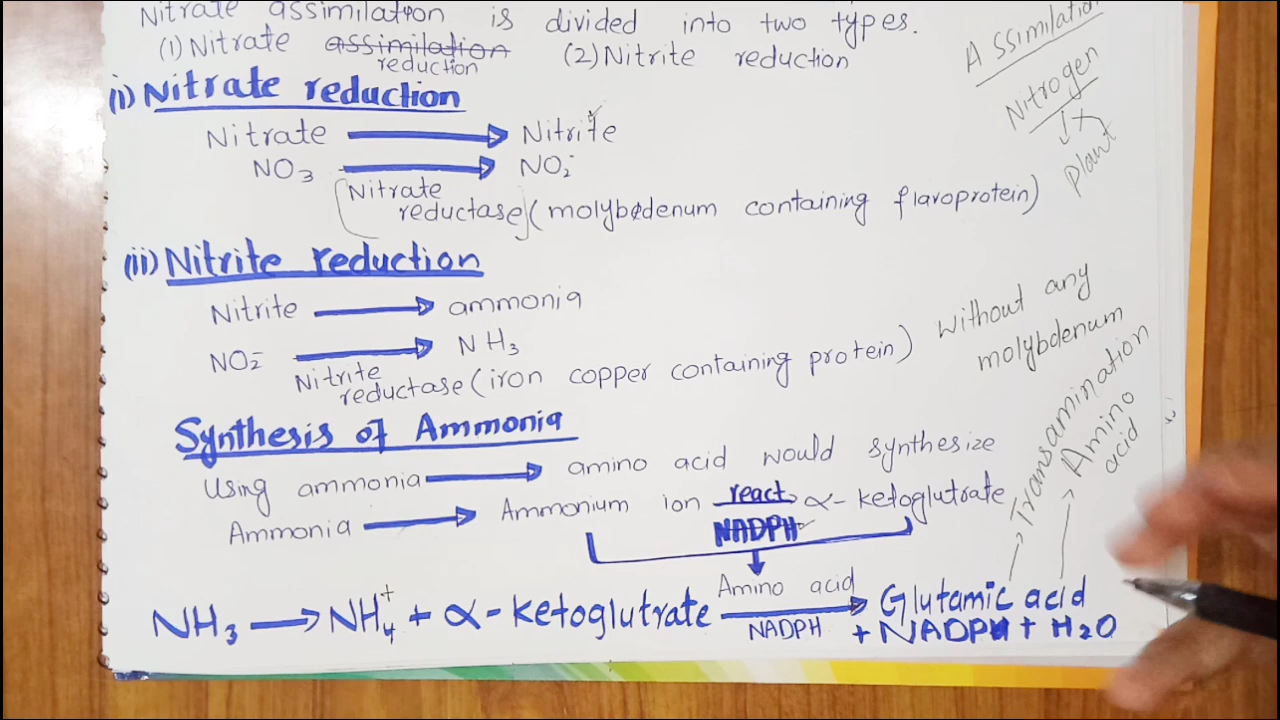 Nitrate assimilation is divided into two types.
(1) Nitrate assimilation (2) Nitrite reduction
reduction
(i) Nitrate reduction
Nitrate → Nitrite
NO3 → NO2-
Nitrate
reductase (molybdenum containing flavoprotein)
(ii) Nitrite reduction
Nitrite → ammonia
NO2- → NH3
Nitrite
reductase (iron copper containing protein) without any
molybdenum
Synthesis of Ammonia
Using ammonia → amino acid would synthesize
Ammonia → Ammonium ion react → α-ketoglutrate
NADPH
Amino acid
NH3 → NH4+ + α-ketoglutrate → Glutamic acid
NADPH + NADPH + H2O
Assimilation
Nitrogen
Plant
Transamination
Amino
acid